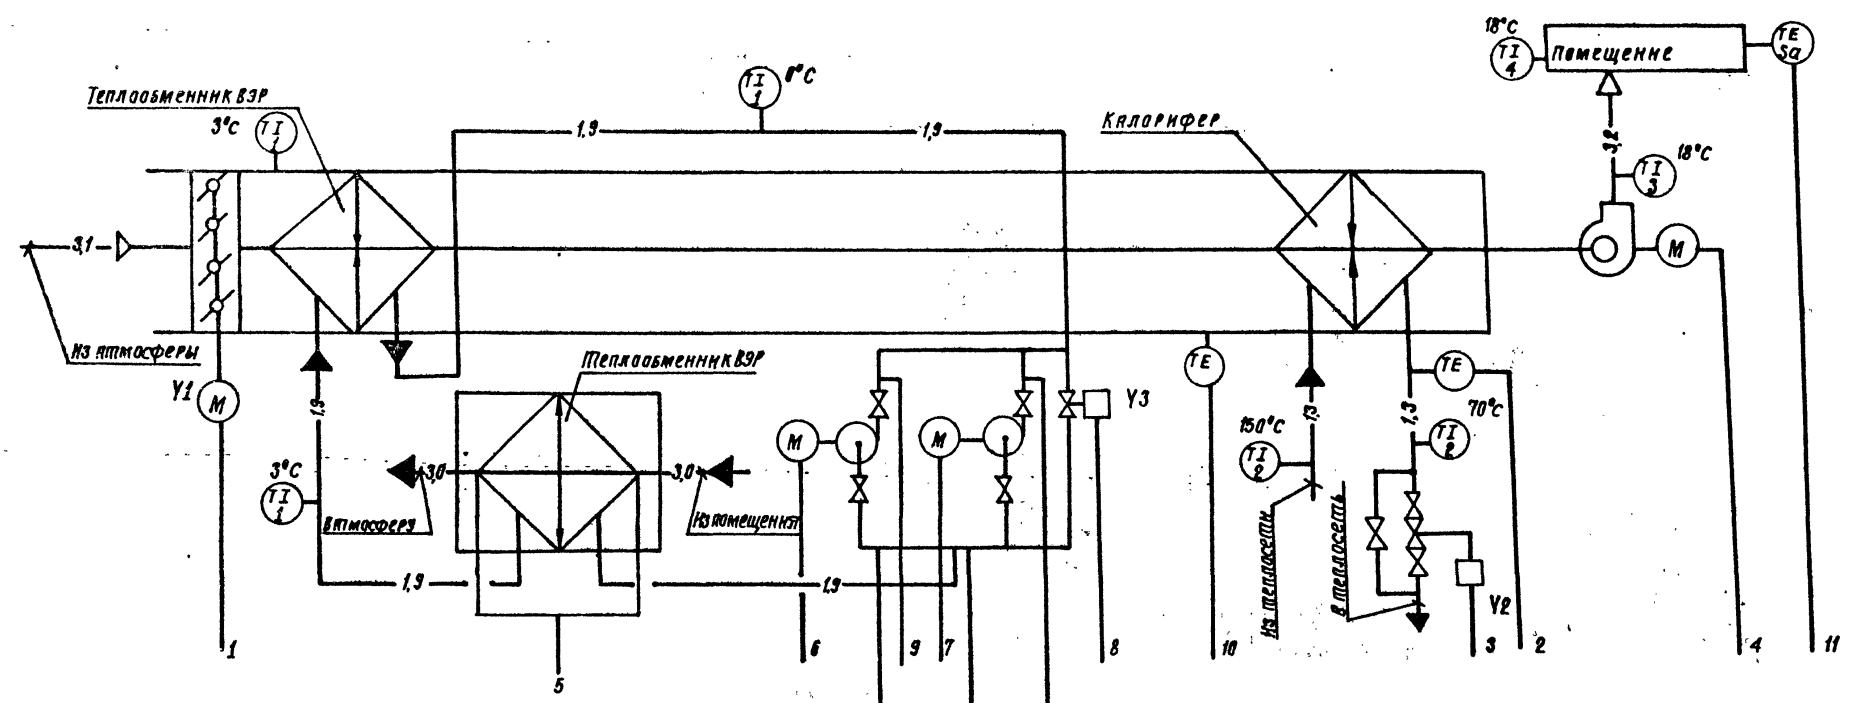 18°С
TI
4
Помещение
TE
5а
Теплообменник ВЭР
3°С
TI
1
TI
1
0°С
1,9
1,9
Калорифер
3,2
18°С
TI
3
3,1
М
Из атмосферы
Y1
М
1,9
Теплообменник ВЭР
TE
TE
70°С
Y3
М
М
1,3
1,3
150°С
TI
2
TI
2
3°С
TI
1
3,0
3,0
В атмосферу
Из помещения
Из теплосети
В теплосеть
1,9
1,9
Y2
1
5
6
9
7
8
10
3
2
4
11